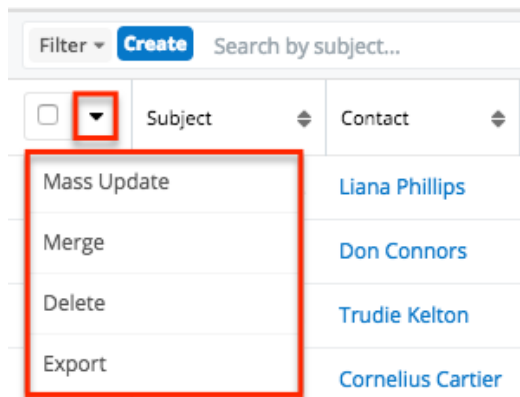 Filter Create Search by subject...
Subject Contact
Mass Update Liana Phillips
Merge Don Connors
Delete Trudie Kelton
Export Cornelius Cartier